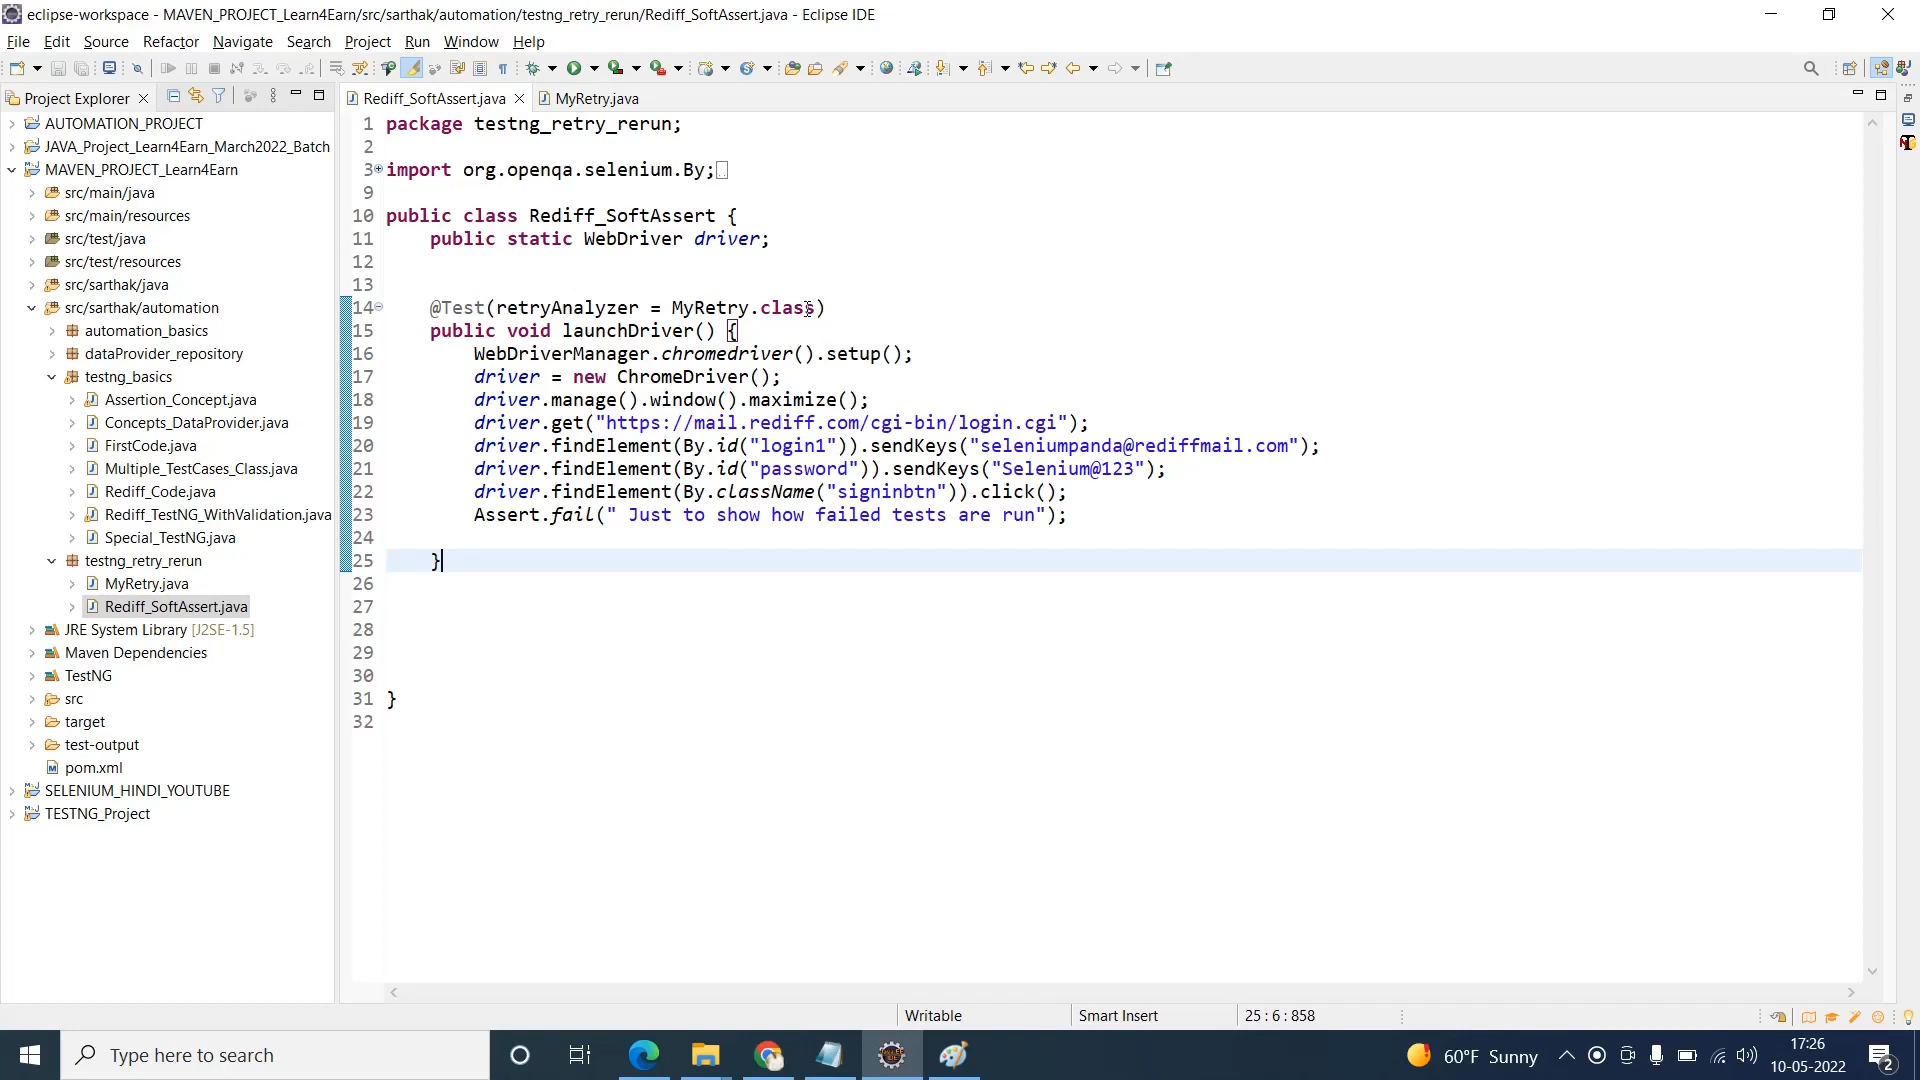 eclipse-workspace - MAVEN_PROJECT_Learn4Earn/src/sarthak/automation/testng_retry_rerun/Rediff_SoftAssert.java - Eclipse IDE
File Edit Source Refactor Navigate Search Project Run Window Help
Project Explorer
Rediff_SoftAssert.java
MyRetry.java
AUTOMATION_PROJECT
JAVA_Project_Learn4Earn_March2022_Batch
MAVEN_PROJECT_Learn4Earn
src/main/java
src/main/resources
src/test/java
src/test/resources
src/sarthak/java
src/sarthak/automation
automation_basics
dataProvider_repository
testng_basics
Assertion_Concept.java
Concepts_DataProvider.java
FirstCode.java
Multiple_TestCases_Class.java
Rediff_Code.java
Rediff_TestNG_WithValidation.java
Special_TestNG.java
testng_retry_rerun
MyRetry.java
Rediff_SoftAssert.java
JRE System Library [J2SE-1.5]
Maven Dependencies
TestNG
src
target
test-output
pom.xml
SELENIUM_HINDI_YOUTUBE
TESTNG_Project
1 package testng_retry_rerun;
2
3 import org.openqa.selenium.By;
9
10 public class Rediff_SoftAssert {
11 public static WebDriver driver;
12
13
14 @Test(retryAnalyzer = MyRetry.class)
15 public void launchDriver() {
16 WebDriverManager.chromedriver().setup();
17 driver = new ChromeDriver();
18 driver.manage().window().maximize();
19 driver.get("https://mail.rediff.com/cgi-bin/login.cgi");
20 driver.findElement(By.id("login1")).sendKeys("seleniumpanda@rediffmail.com");
21 driver.findElement(By.id("password")).sendKeys("Selenium@123");
22 driver.findElement(By.className("signinbtn")).click();
23 Assert.fail(" Just to show how failed tests are run");
24
25 }
26
27
28
29
30
31 }
32
Writable
Smart Insert
25 : 6 : 858
Type here to search
60°F Sunny
17:26
10-05-2022
2